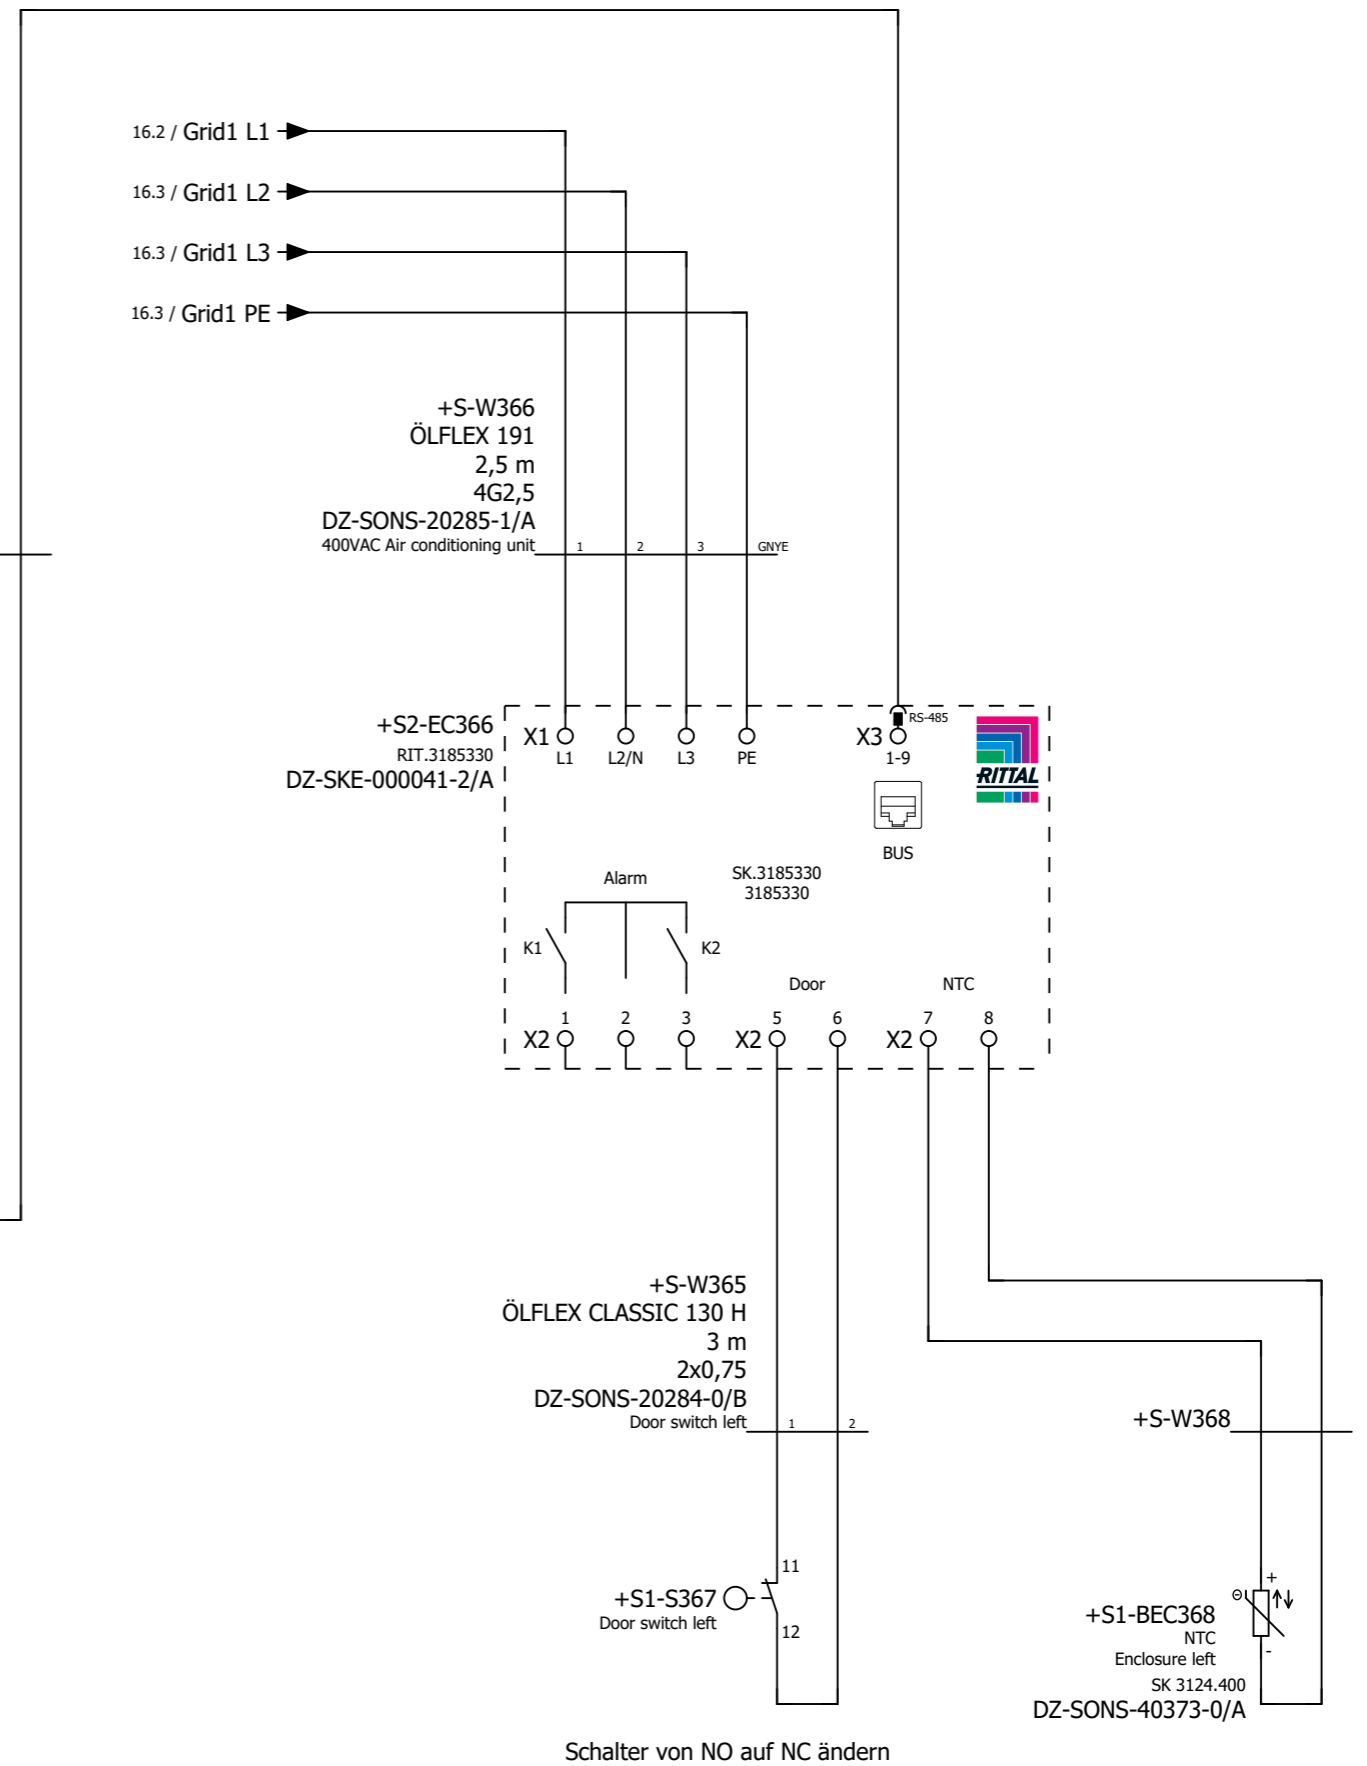 16.2 / Grid1 L1
16.3 / Grid1 L2
16.3 / Grid1 L3
16.3 / Grid1 PE
+S-W366
ÖLFLEX 191
2,5 m
4G2,5
DZ-SONS-20285-1/A
400VAC Air conditioning unit
1 2 3 GNYE
+S2-EC366
RIT.3185330
DZ-SKE-000041-2/A
X1
L1 L2/N L3 PE
X3
RS-485
1-9
RITTAL
BUS
SK.3185330
3185330
Alarm
K1 K2
Door NTC
1 2 3 5 6 7 8
X2 X2 X2
+S-W365
ÖLFLEX CLASSIC 130 H
3 m
2x0,75
DZ-SONS-20284-0/B
Door switch left
1 2
+S-W368
11
+S1-S367
Door switch left
12
+
Θ
+S1-BEC368
NTC
-
Enclosure left
SK 3124.400
DZ-SONS-40373-0/A
Schalter von NO auf NC ändern